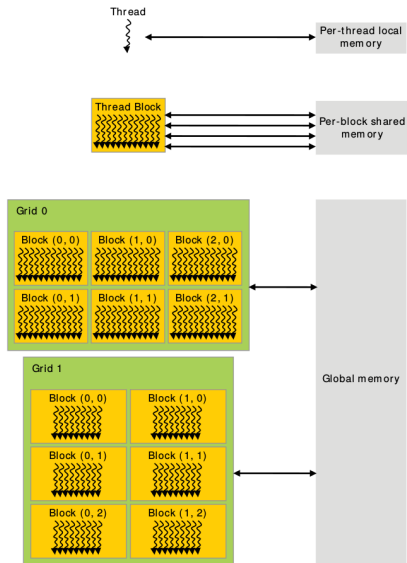 Thread
Per-thread local
memory
Thread Block
Per-block shared
memory
Grid 0
Block (0, 0) Block (1, 0) Block (2, 0)
Block (0, 1) Block (1, 1) Block (2, 1)
Grid 1
Global memory
Block (0, 0) Block (1, 0)
Block (0, 1) Block (1, 1)
Block (0, 2) Block (1, 2)